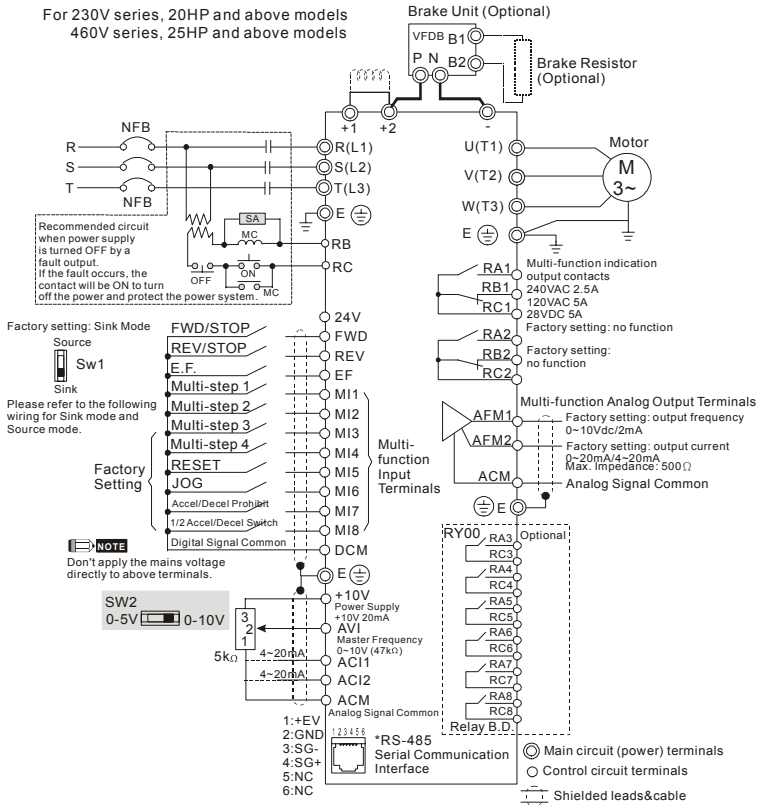 For 230V series, 20HP and above models
460V series, 25HP and above models
Brake Unit (Optional)
VFDB B1
B2
P N
Brake Resistor
(Optional)
+1
+2
-
NFB
R
S
T
NFB
R(L1)
S(L2)
T(L3)
E
SA
MC
RB
RC
OFF
ON
MC
Recommended circuit
when power supply
is turned OFF by a
fault output.
If the fault occurs, the
contact will be ON to turn
off the power and protect the power system.
U(T1)
V(T2)
W(T3)
E
Motor
M
3~
RA1
RB1
RC1
Multi-function indication
output contacts
240VAC 2.5A
120VAC 5A
28VDC 5A
RA2
RB2
RC2
Factory setting: no function
Factory setting:
no function
Factory setting: Sink Mode
Source
Sw1
Sink
Please refer to the following
wiring for Sink mode and
Source mode.
24V
FWD/STOP
FWD
REV/STOP
REV
E.F.
EF
Multi-step 1
MI1
Multi-step 2
MI2
Multi-step 3
MI3
Multi-step 4
MI4
RESET
MI5
JOG
MI6
Accel/Decel Prohibit
MI7
1/2 Accel/Decel Switch
MI8
Digital Signal Common
DCM
E
Factory
Setting
Multi-
function
Input
Terminals
NOTE
Don't apply the mains voltage
directly to above terminals.
Multi-function Analog Output Terminals
AFM1
Factory setting: output frequency
0~10Vdc/2mA
AFM2
Factory setting: output current
0~20mA/4~20mA
Max. Impedance: 500Ω
ACM
Analog Signal Common
E
SW2
0-5V
0-10V
3
2
1
5kΩ
+10V
Power Supply
+10V 20mA
AVI
Master Frequency
0~10V (47kΩ)
4~20mA
ACI1
4~20mA
ACI2
ACM
Analog Signal Common
RY00
Optional
RA3
RC3
RA4
RC4
RA5
RC5
RA6
RC6
RA7
RC7
RA8
RC8
Relay B.D.
1:+EV
2:GND
3:SG-
4:SG+
5:NC
6:NC
123456
*RS-485
Serial Communication
Interface
Main circuit (power) terminals
Control circuit terminals
Shielded leads&cable